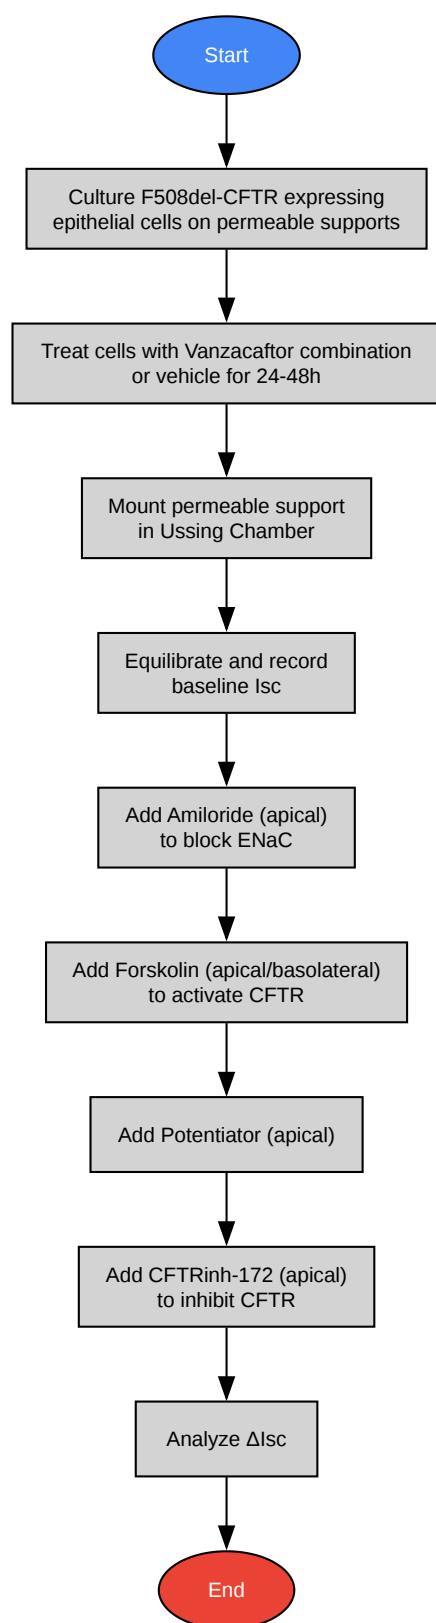 Start
Culture F508del-CFTR expressing
epithelial cells on permeable supports
Treat cells with Vanzacaftor combination
or vehicle for 24-48h
Mount permeable support
in Ussing Chamber
Equilibrate and record
baseline Isc
Add Amiloride (apical)
to block ENaC
Add Forskolin (apical/basolateral)
to activate CFTR
Add Potentiator (apical)
Add CFTRinh-172 (apical)
to inhibit CFTR
Analyze ΔIsc
End